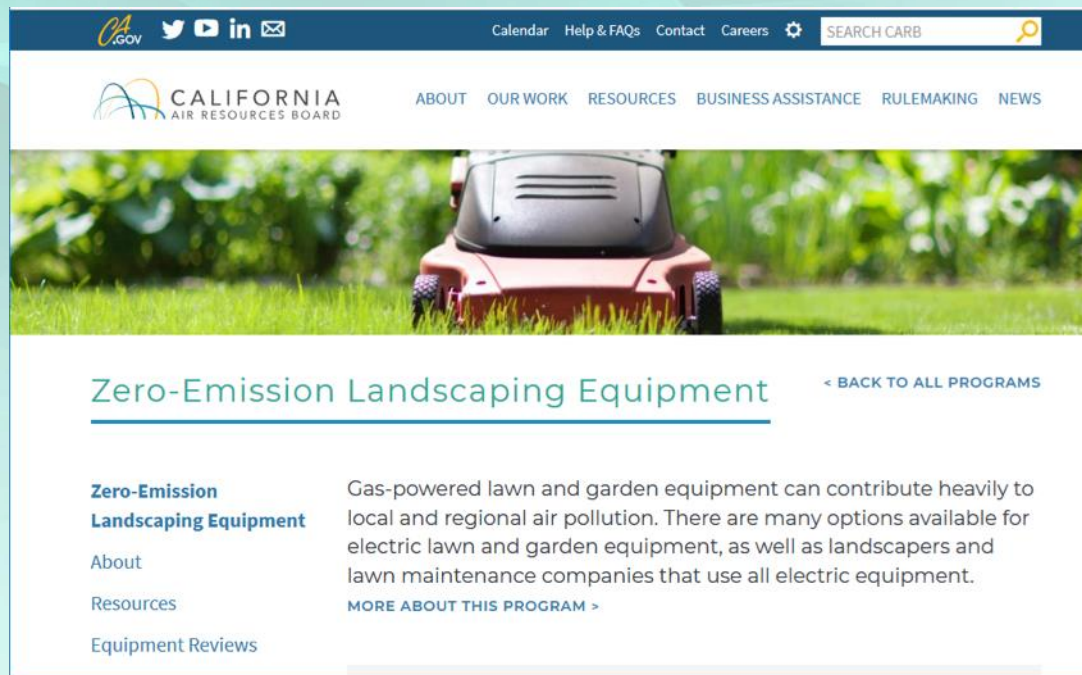 CA.GOV
Calendar Help & FAQs Contact Careers SEARCH CARB
CALIFORNIA
AIR RESOURCES BOARD
ABOUT OUR WORK RESOURCES BUSINESS ASSISTANCE RULEMAKING NEWS
Zero-Emission Landscaping Equipment
< BACK TO ALL PROGRAMS
Zero-Emission
Landscaping Equipment
About
Resources
Equipment Reviews
Gas-powered lawn and garden equipment can contribute heavily to
local and regional air pollution. There are many options available for
electric lawn and garden equipment, as well as landscapers and
lawn maintenance companies that use all electric equipment.
MORE ABOUT THIS PROGRAM >